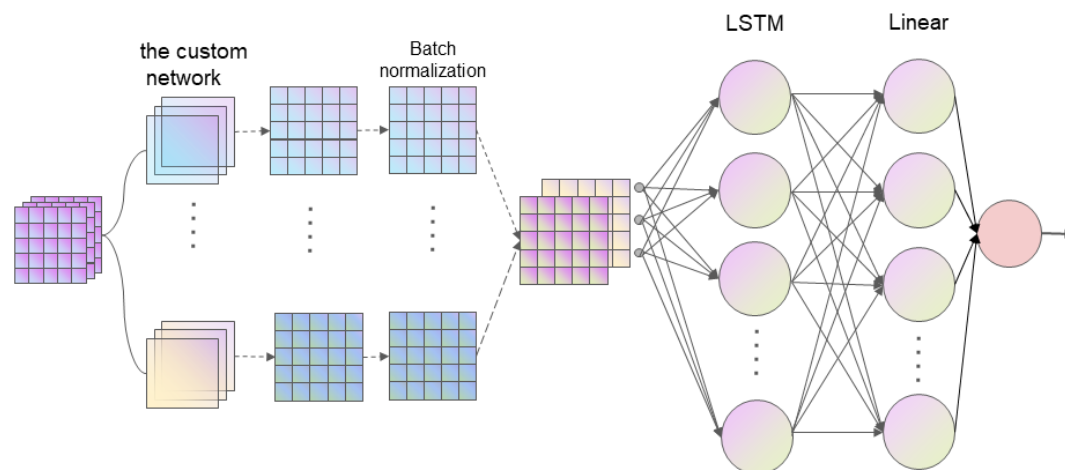 the custom
network
Batch
normalization
LSTM
Linear